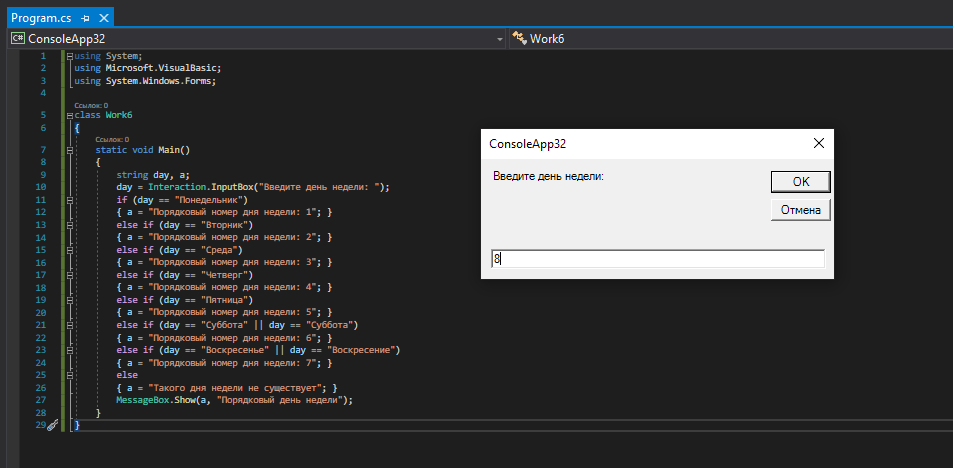 Program.cs
ConsoleApp32
Work6
1 using System;
2 using Microsoft.VisualBasic;
3 using System.Windows.Forms;
4
Ссылок: 0
5 class Work6
6 {
Ссылок: 0
7 static void Main()
8 {
9 string day, a;
10 day = Interaction.InputBox("Введите день недели: ");
11 if (day == "Понедельник")
12 { a = "Порядковый номер дня недели: 1"; }
13 else if (day == "Вторник")
14 { a = "Порядковый номер дня недели: 2"; }
15 else if (day == "Среда")
16 { a = "Порядковый номер дня недели: 3"; }
17 else if (day == "Четверг")
18 { a = "Порядковый номер дня недели: 4"; }
19 else if (day == "Пятница")
20 { a = "Порядковый номер дня недели: 5"; }
21 else if (day == "Суббота" || day == "Суббота")
22 { a = "Порядковый номер дня недели: 6"; }
23 else if (day == "Воскресенье" || day == "Воскресение")
24 { a = "Порядковый номер дня недели: 7"; }
25 else
26 { a = "Такого дня недели не существует"; }
27 MessageBox.Show(a, "Порядковый день недели");
28 }
29 }
ConsoleApp32
Введите день недели:
OK
Отмена
8